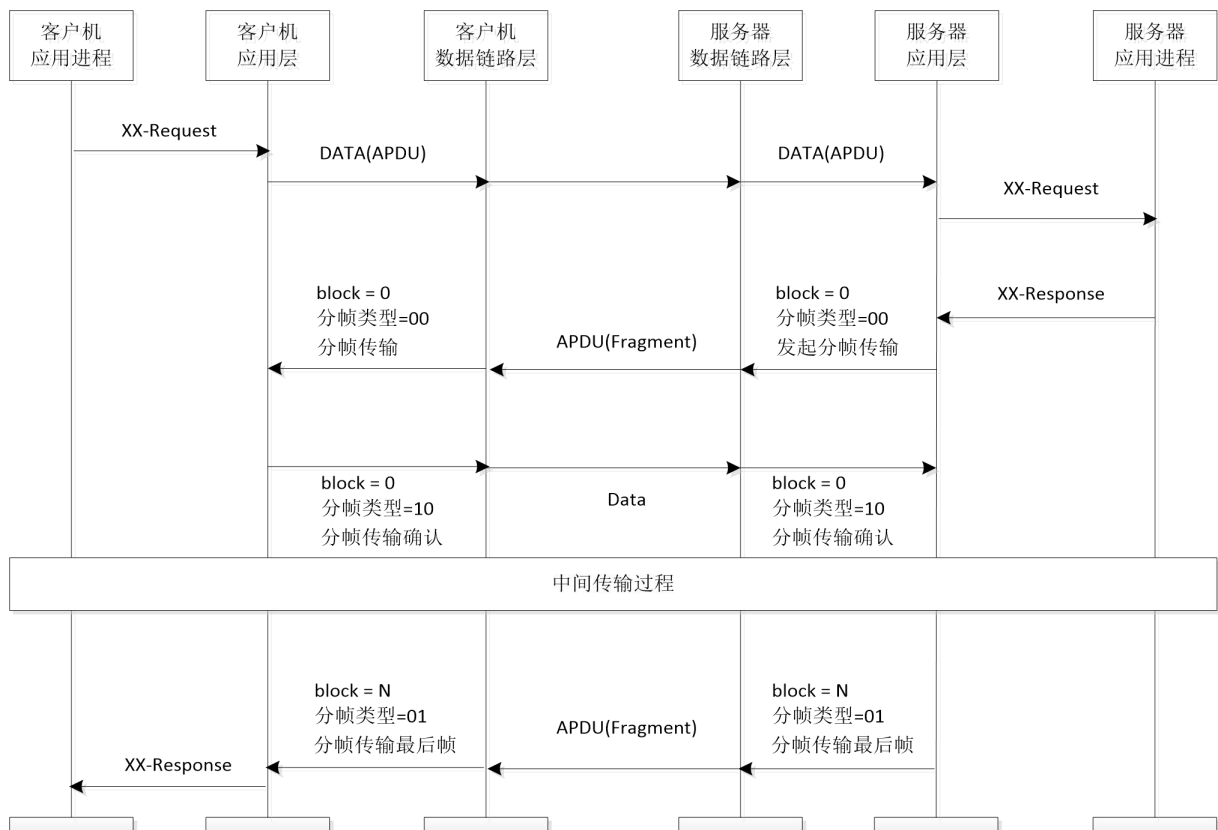 客户机
应用进程
客户机
应用层
客户机
数据链路层
服务器
数据链路层
服务器
应用层
服务器
应用进程
XX-Request
DATA(APDU)
DATA(APDU)
XX-Request
XX-Response
block = 0
分帧类型=00
分帧传输
APDU(Fragment)
block = 0
分帧类型=00
发起分帧传输
block = 0
分帧类型=10
分帧传输确认
Data
block = 0
分帧类型=10
分帧传输确认
中间传输过程
block = N
分帧类型=01
分帧传输最后帧
APDU(Fragment)
block = N
分帧类型=01
分帧传输最后帧
XX-Response